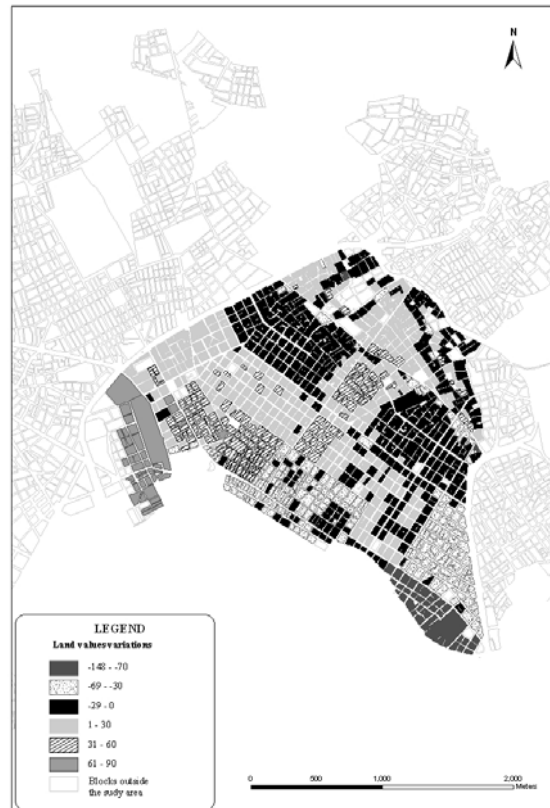 N
LEGEND
Land values variations
-148 - -70
-69 - -30
-29 - 0
1 - 30
31 - 60
61 - 90
Blocks outside
the sudy area
0 500 1,000 2,000
Meters